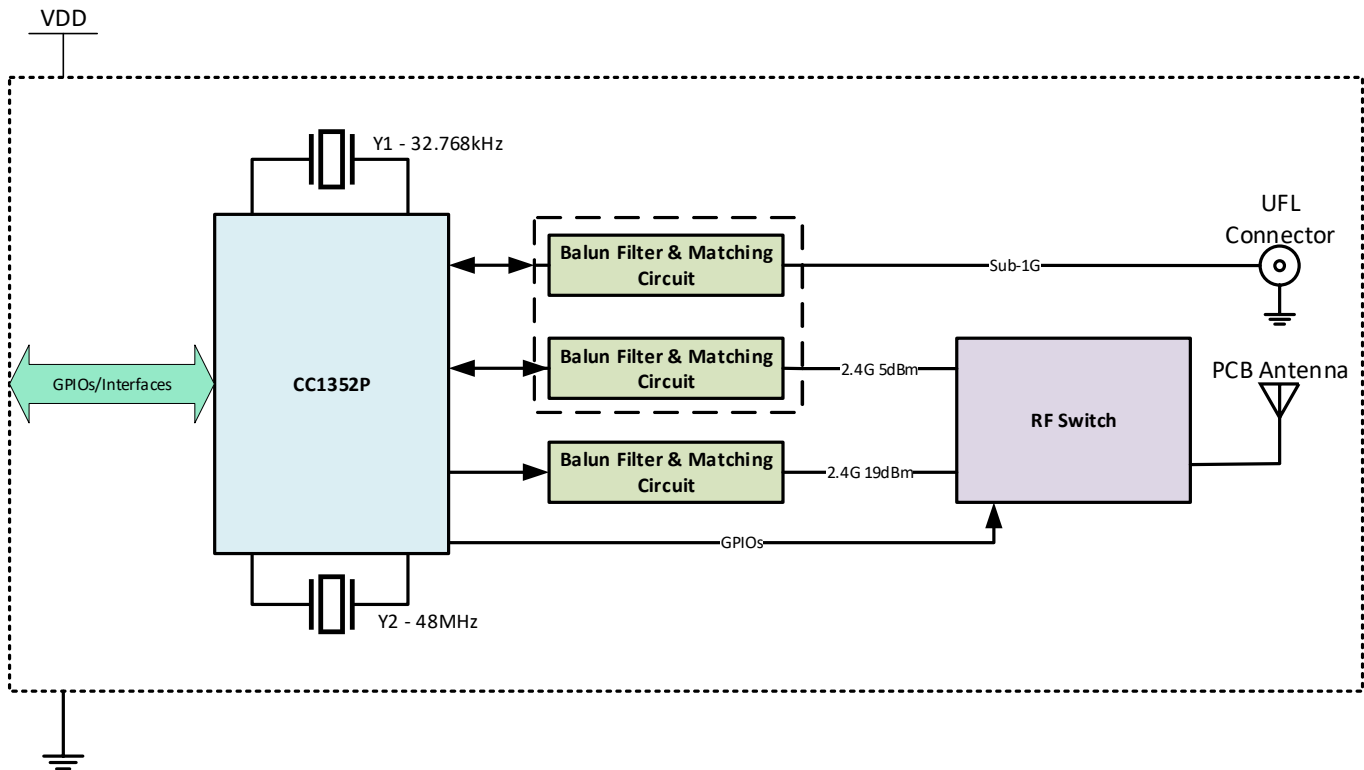 VDD
Y1 - 32.768kHz
UFL
Connector
Balun Filter & Matching
Circuit
Sub-1G
GPIOs/Interfaces
CC1352P
Balun Filter & Matching
Circuit
2.4G 5dBm
PCB Antenna
RF Switch
Balun Filter & Matching
Circuit
2.4G 19dBm
GPIOs
Y2 - 48MHz